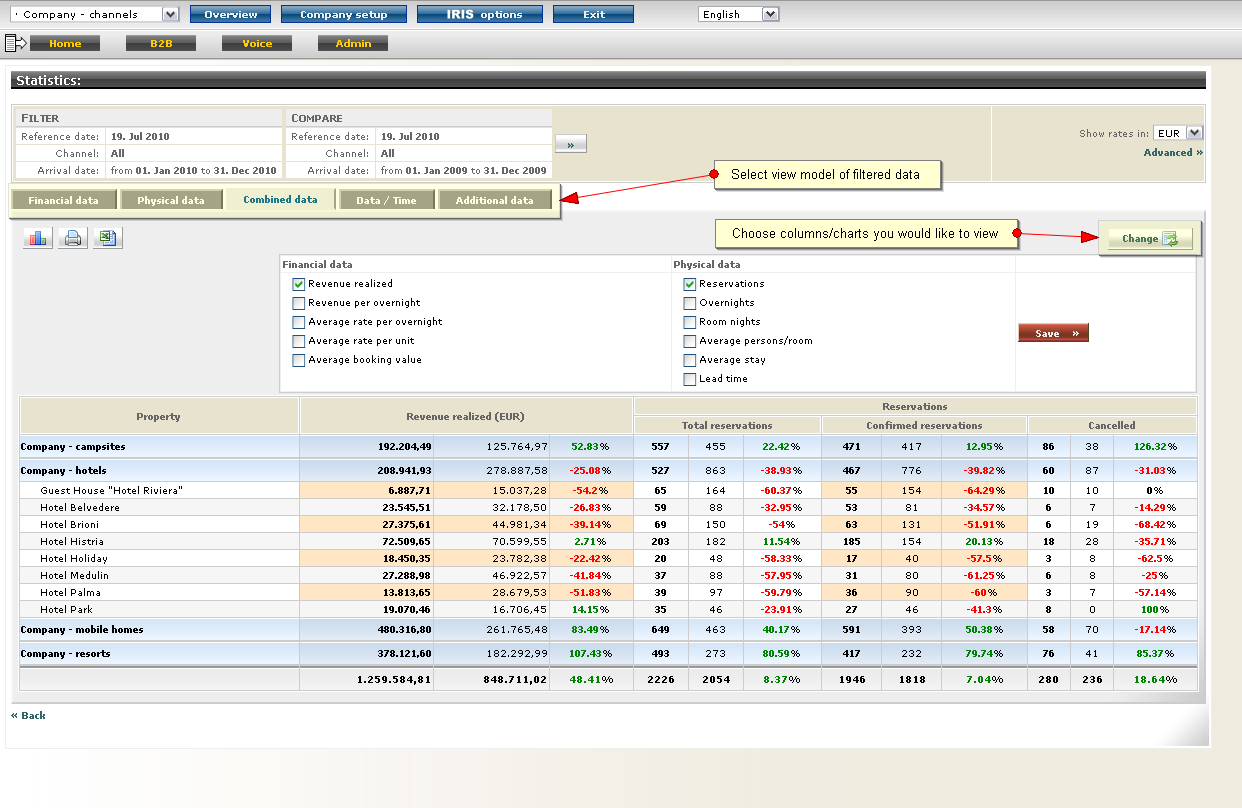 · Company - channels Overview Company setup IRIS options Exit English
Home B2B Voice Admin
Statistics:
FILTER COMPARE
Reference date: 19. Jul 2010 Reference date: 19. Jul 2010
Channel: All Channel: All
Arrival date: from 01. Jan 2010 to 31. Dec 2010 Arrival date: from 01. Jan 2009 to 31. Dec 2009
»
Show rates in: EUR
Advanced »
Select view model of filtered data
Financial data Physical data Combined data Data / Time Additional data
Choose columns/charts you would like to view
Change
Financial data Physical data
Revenue realized Reservations
Revenue per overnight Overnights
Average rate per overnight Room nights
Average rate per unit Average persons/room
Average booking value Average stay
Lead time
Save »
Property Revenue realized (EUR) Reservations
Total reservations Confirmed reservations Cancelled
Company - campsites 192.204,49 125.764,97 52.83% 557 455 22.42% 471 417 12.95% 86 38 126.32%
Company - hotels 208.941,93 278.887,58 -25.08% 527 863 -38.93% 467 776 -39.82% 60 87 -31.03%
Guest House "Hotel Riviera" 6.887,71 15.037,28 -54.2% 65 164 -60.37% 55 154 -64.29% 10 10 0%
Hotel Belvedere 23.545,51 32.178,50 -26.83% 59 88 -32.95% 53 81 -34.57% 6 7 -14.29%
Hotel Brioni 27.375,61 44.981,34 -39.14% 69 150 -54% 63 131 -51.91% 6 19 -68.42%
Hotel Histria 72.509,65 70.599,55 2.71% 203 182 11.54% 185 154 20.13% 18 28 -35.71%
Hotel Holiday 18.450,35 23.782,38 -22.42% 20 48 -58.33% 17 40 -57.5% 3 8 -62.5%
Hotel Medulin 27.288,98 46.922,57 -41.84% 37 88 -57.95% 31 80 -61.25% 6 8 -25%
Hotel Palma 13.813,65 28.679,53 -51.83% 39 97 -59.79% 36 90 -60% 3 7 -57.14%
Hotel Park 19.070,46 16.706,45 14.15% 35 46 -23.91% 27 46 -41.3% 8 0 100%
Company - mobile homes 480.316,80 261.765,48 83.49% 649 463 40.17% 591 393 50.38% 58 70 -17.14%
Company - resorts 378.121,60 182.292,99 107.43% 493 273 80.59% 417 232 79.74% 76 41 85.37%
1.259.584,81 848.711,02 48.41% 2226 2054 8.37% 1946 1818 7.04% 280 236 18.64%
« Back